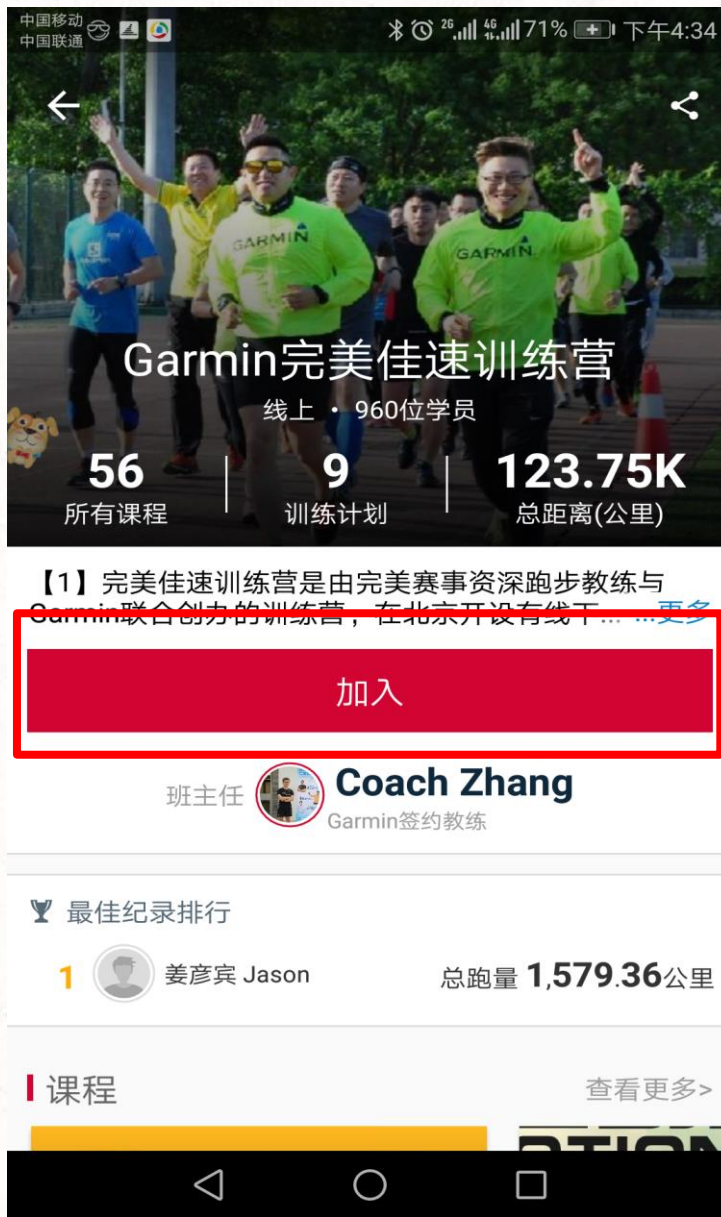 中国移动
中国联通
26 46 71% 下午4:34
GARMIN
GARMIN
Garmin完美佳速训练营
线上 · 960位学员
56 9 123.75K
所有课程 训练计划 总距离(公里)
【1】完美佳速训练营是由完美赛事资深跑步教练与
Garmin联合创办的训练营，在北京开设有线下... ...更多
加入
班主任 Coach Zhang
Garmin签约教练
最佳纪录排行
1 姜彦宾 Jason 总跑量 1,579.36公里
课程 查看更多>